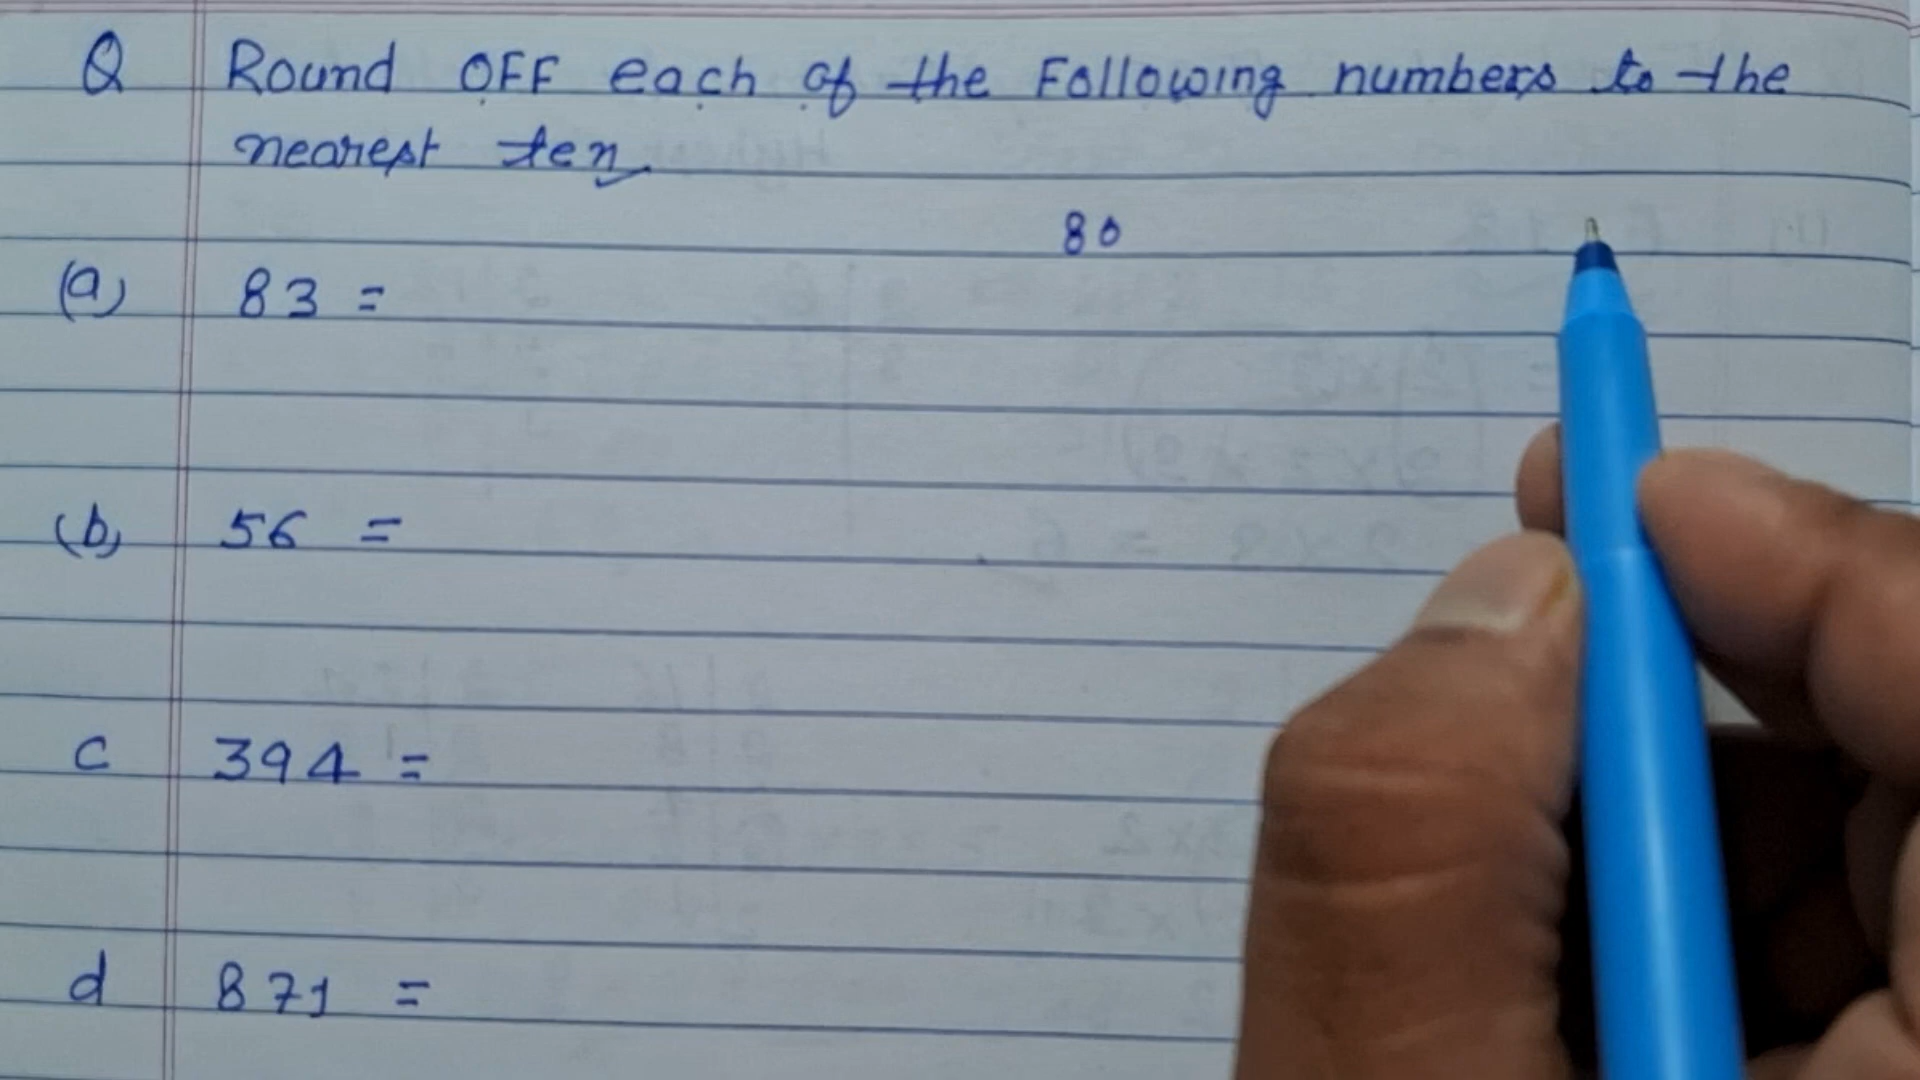 Q Round OFF each of the Following numbers to the
nearest ten
80
(a) 83 =
(b) 56 =
c 394 =
d 871 =